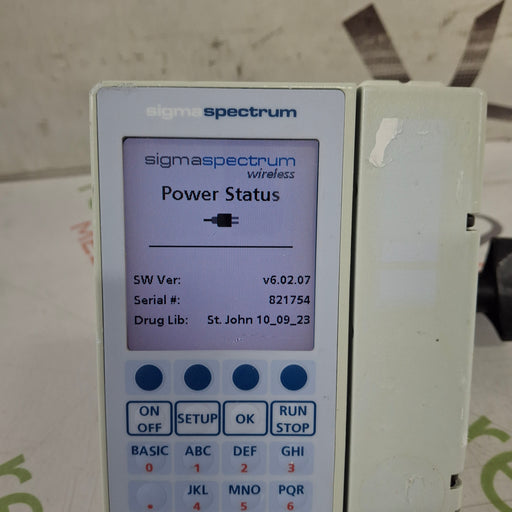 sigmaspectrum
sigmaspectrum
wireless
Power Status
SW Ver: v6.02.07
Serial #: 821754
Drug Lib: St. John 10_09_23
ON OFF SETUP OK RUN STOP
BASIC ABC DEF GHI
0 1 2 3
JKL MNO PQR
. 4 5 6